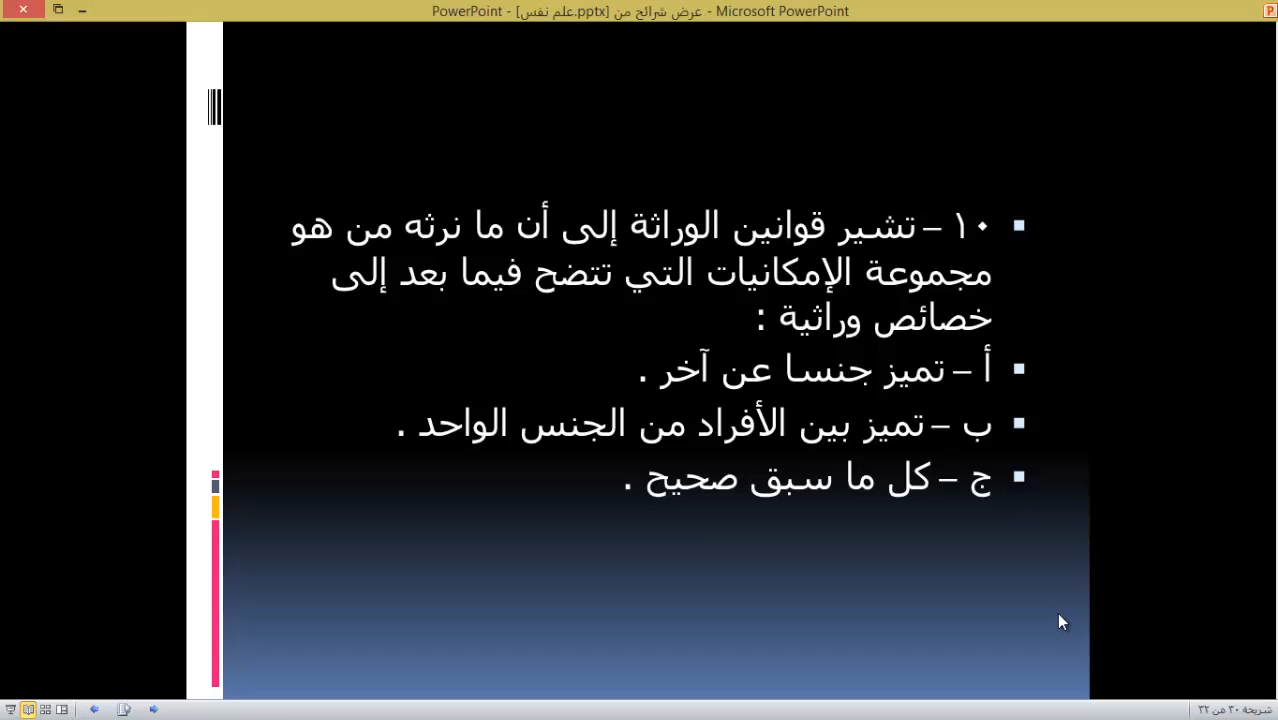 PowerPoint - [علم نفس.pptx] عرض شرائح من - Microsoft PowerPoint
١٠ – تشير قوانين الوراثة إلى أن ما نرثه من هو
مجموعة الإمكانيات التي تتضح فيما بعد إلى
خصائص وراثية :
أ – تميز جنسا عن آخر .
ب – تميز بين الأفراد من الجنس الواحد .
ج – كل ما سبق صحيح .
شريحة ٣٠ من ٣٢